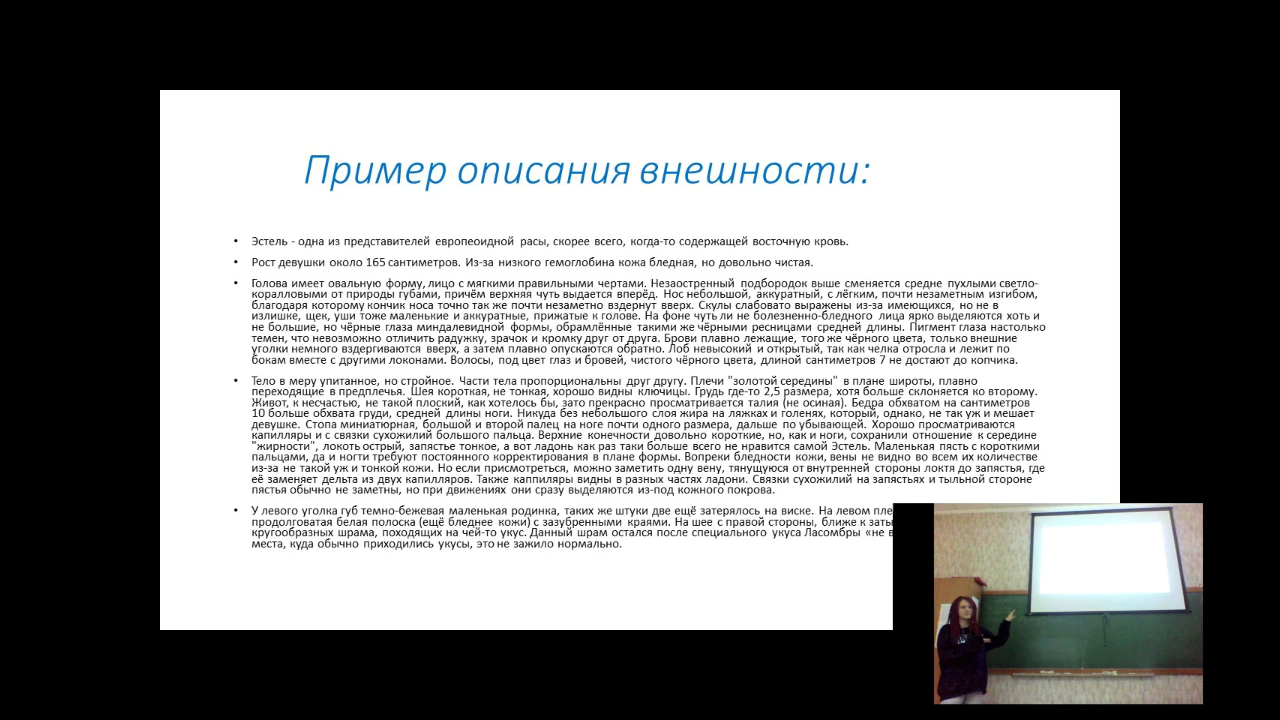 Пример описания внешности:
• Эстель - одна из представителей европеоидной расы, скорее всего, когда-то содержащей восточную кровь.
• Рост девушки около 165 сантиметров. Из-за низкого гемоглобина кожа бледная, но довольно чистая.
• Голова имеет овальную форму, лицо с мягкими правильными чертами. Незаостренный подбородок выше сменяется средне пухлыми светло-
коралловыми от природы губами, причём верхняя чуть выдается вперёд. Нос небольшой, аккуратный, с лёгким, почти незаметным изгибом,
благодаря которому кончик носа точно так же почти незаметно вздернут вверх. Скулы слабовато выражены из-за имеющихся, но не в
излишке, щек, уши тоже маленькие и аккуратные, прижатые к голове. На фоне чуть ли не болезненно-бледного лица ярко выделяются хоть и
не большие, но чёрные глаза миндалевидной формы, обрамлённые такими же чёрными ресницами средней длины. Пигмент глаза настолько
темен, что невозможно отличить радужку, зрачок и кромку друг от друга. Брови плавно лежащие, того же чёрного цвета, только внешние
уголки немного вздергиваются вверх, а затем плавно опускаются обратно. Лоб невысокий и открытый, так как челка отросла и лежит по
бокам вместе с другими локонами. Волосы, под цвет глаз и бровей, чистого чёрного цвета, длиной сантиметров 7 не достают до копчика.
• Тело в меру упитанное, но стройное. Части тела пропорциональны друг другу. Плечи "золотой середины" в плане широты, плавно
переходящие в предплечья. Шея короткая, не тонкая, хорошо видны ключицы. Грудь где-то 2,5 размера, хотя больше склоняется ко второму.
Живот, к несчастью, не такой плоский, как хотелось бы, зато прекрасно просматривается талия (не осиная). Бедра обхватом на сантиметров
10 больше обхвата груди, средней длины ноги. Никуда без небольшого слоя жира на ляжках и голенях, который, однако, не так уж и мешает
девушке. Стопа миниатюрная, большой и второй палец на ноге почти одного размера, дальше по убывающей. Хорошо просматриваются
капилляры и с связки сухожилий большого пальца. Верхние конечности довольно короткие, но, как и ноги, сохранили отношение к середине
"жирности", локоть острый, запястье тонкое, а вот ладонь как раз таки больше всего не нравится самой Эстель. Маленькая пясть с короткими
пальцами, да и ногти требуют постоянного корректирования в плане формы. Вопреки бледности кожи, вены не видно во всем их количестве
из-за не такой уж и тонкой кожи. Но если присмотреться, можно заметить одну вену, тянущуюся от внутренней стороны локтя до запястья, где
её заменяет дельта из двух капилляров. Также каппиляры видны в разных частях ладони. Связки сухожилий на запястьях и тыльной стороне
пястья обычно не заметны, но при движениях они сразу выделяются из-под кожного покрова.
• У левого уголка губ темно-бежевая маленькая родинка, таких же штуки две ещё затерялось на виске. На левом пле
продолговатая белая полоска (ещё бледнее кожи) с зазубренными краями. На шее с правой стороны, ближе к заты
кругообразных шрама, походящих на чей-то укус. Данный шрам остался после специального укуса Ласомбры «не в
места, куда обычно приходились укусы, это не зажило нормально.